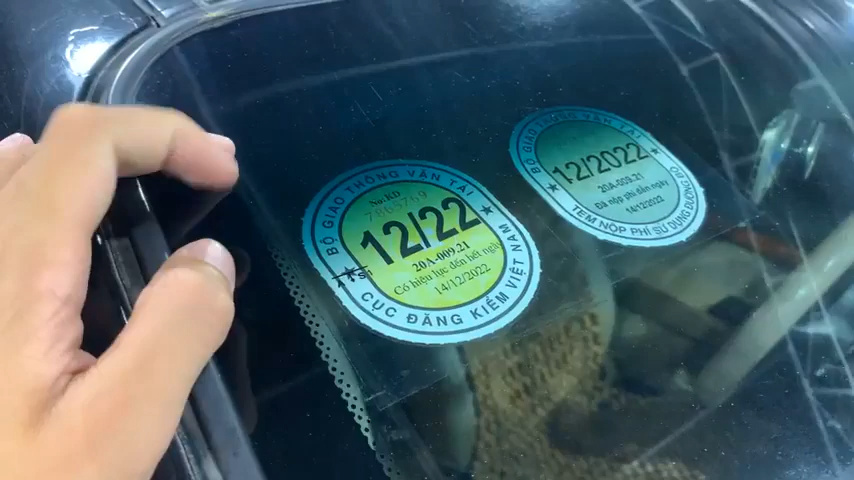 BỘ GIAO THÔNG VẬN TẢI
7865769
12/22
20A-009.21
Có hiệu lực đến hết ngày
14/12/2022
CỤC ĐĂNG KIỂM VIỆT NAM
BỘ GIAO THÔNG VẬN TẢI
12/2022
20A-009.21
Đã nộp phí đến ngày
14/12/2022
TEM NỘP PHÍ SỬ DỤNG ĐƯỜNG BỘ